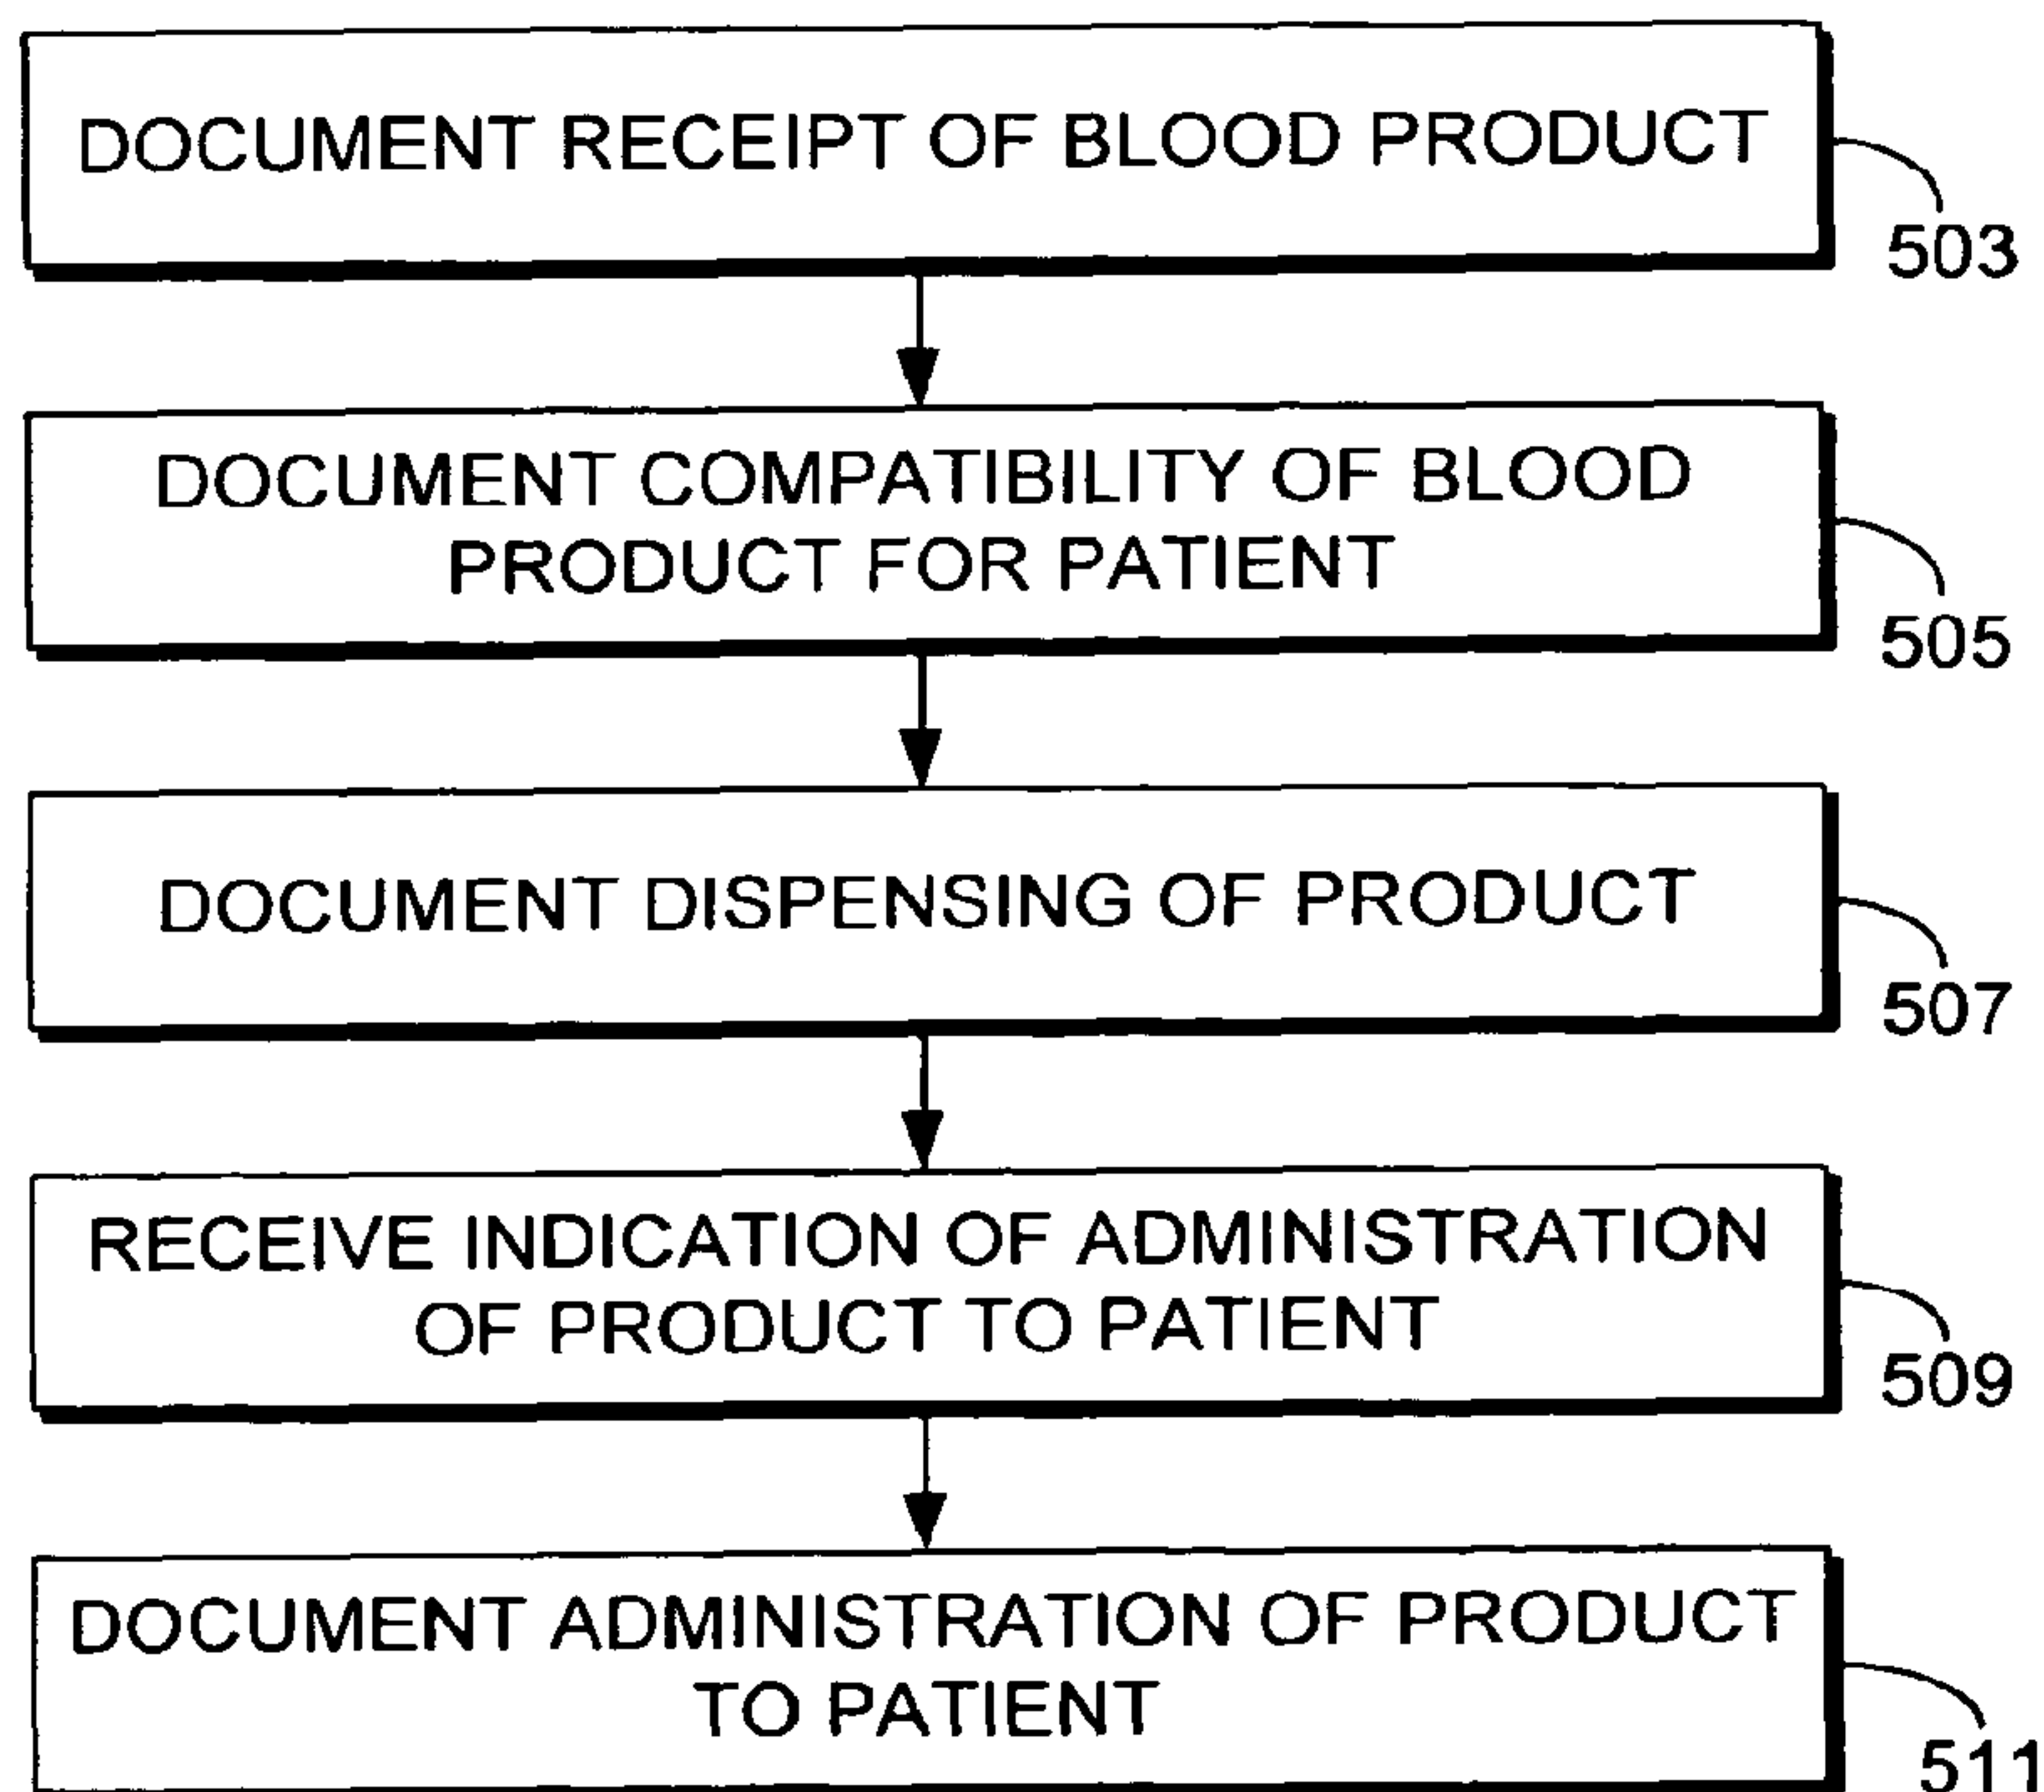 DOCUMENT RECEIPT OF BLOOD PRODUCT
503
DOCUMENT COMPATIBILITY OF BLOOD
PRODUCT FOR PATIENT
505
DOCUMENT DISPENSING OF PRODUCT
507
RECEIVE INDICATION OF ADMINISTRATION
OF PRODUCT TO PATIENT
509
DOCUMENT ADMINISTRATION OF PRODUCT
TO PATIENT
511